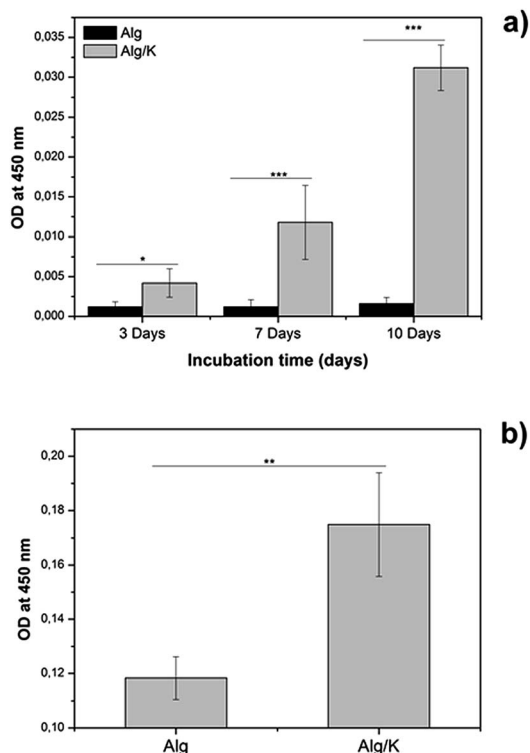 a)
Alg
Alg/K
***
0,035
0,030
0,025
0,020
***
0,015
0,010
*
0,005
0,000
OD at 450 nm
3 Days 7 Days 10 Days
Incubation time (days)
b)
0,20
**
0,18
0,16
0,14
0,12
0,10
OD at 450 nm
Alg Alg/K